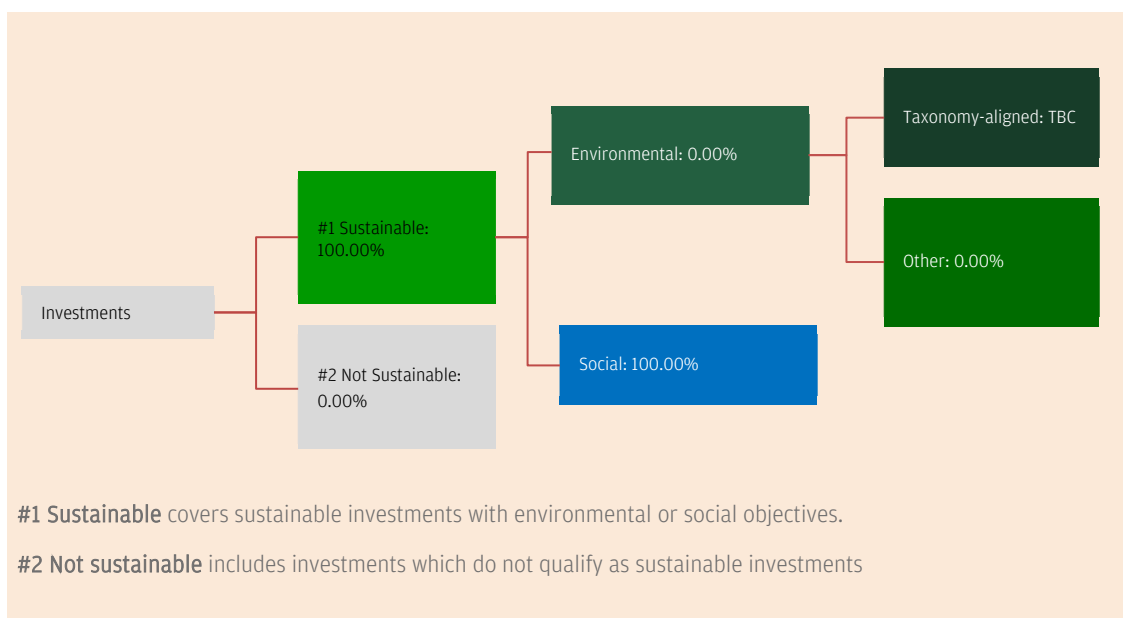 Taxonomy-aligned: TBC
Environmental: 0.00%
#1 Sustainable:
100.00%
Other: 0.00%
Investments
Social: 100.00%
#2 Not Sustainable:
0.00%
#1 Sustainable covers sustainable investments with environmental or social objectives.
#2 Not sustainable includes investments which do not qualify as sustainable investments